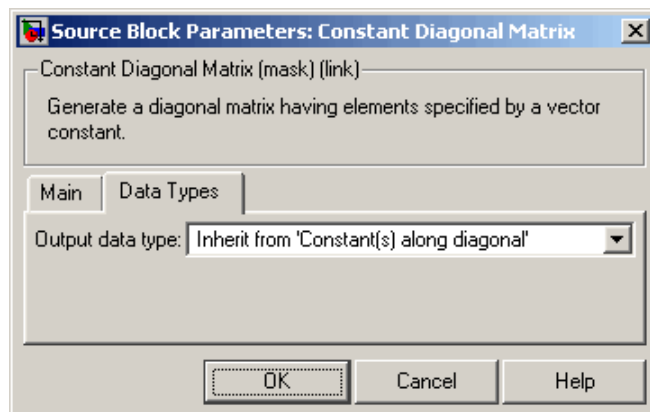 Source Block Parameters: Constant Diagonal Matrix
Constant Diagonal Matrix (mask) (link)
Generate a diagonal matrix having elements specified by a vector
constant.
Main Data Types
Output data type: Inherit from 'Constant(s) along diagonal'
OK Cancel Help